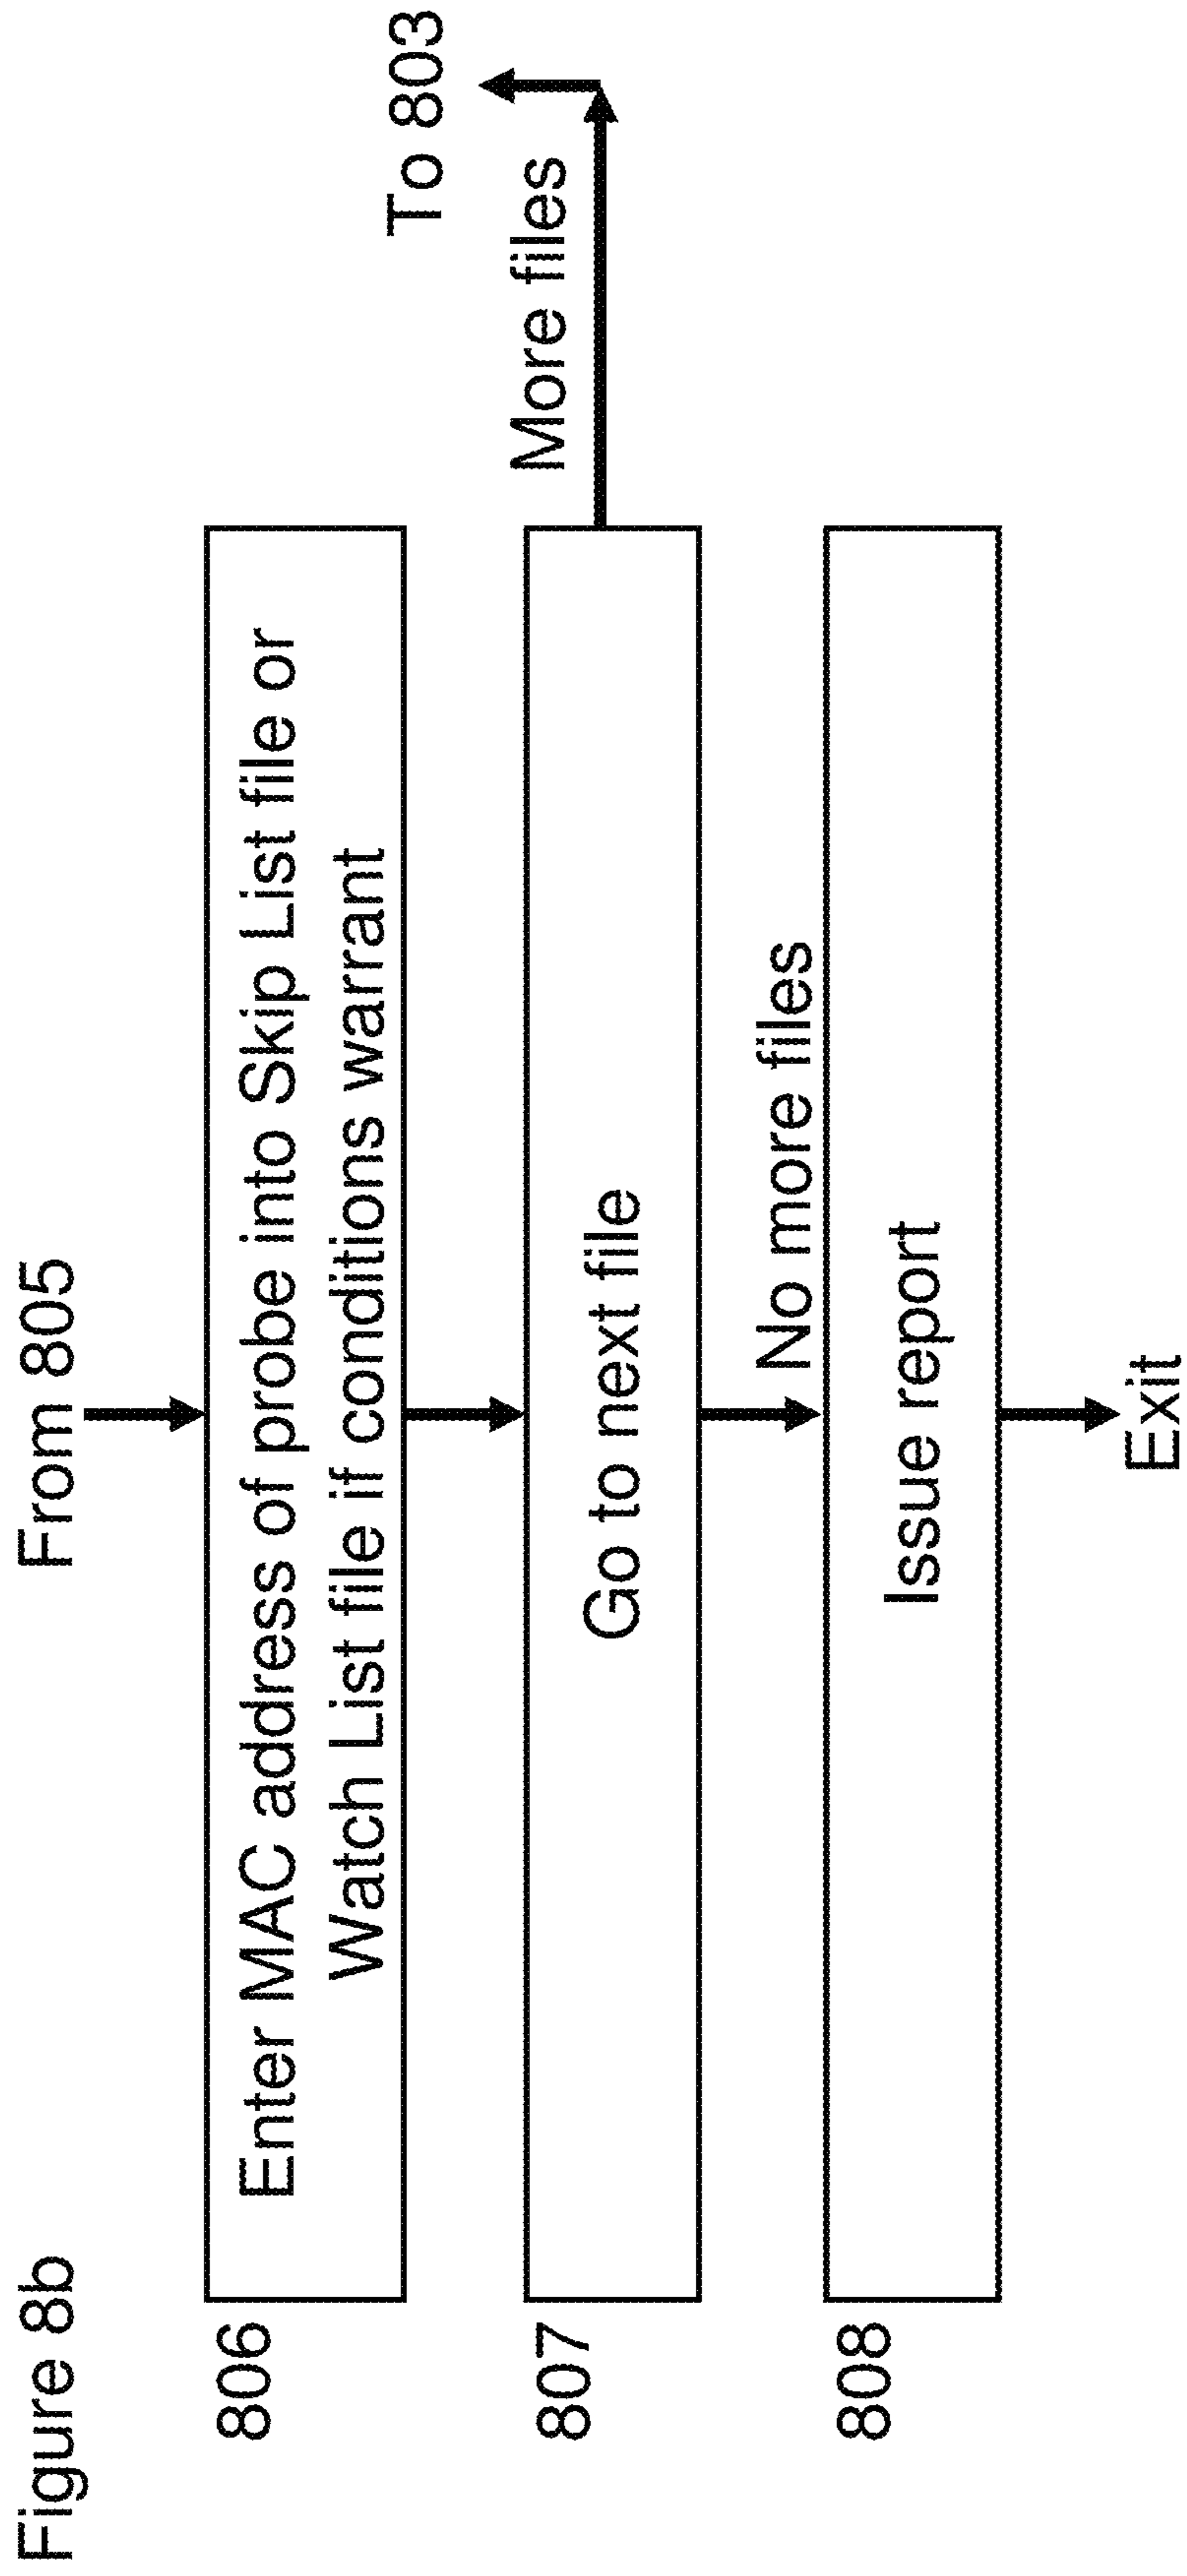 Figure 8b
From 805
806
Enter MAC address of probe into Skip List file or
Watch List file if conditions warrant
To 803
More files
807
Go to next file
No more files
808
Issue report
Exit